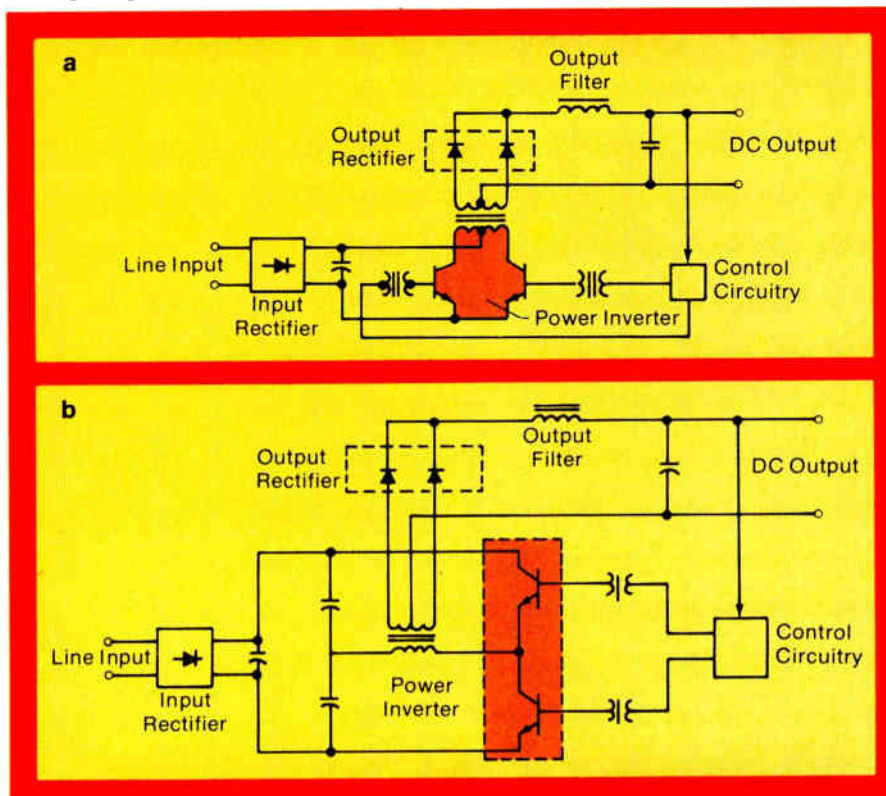 a
Output
Filter
Output
Rectifier
DC Output
Line Input
Input
Rectifier
Control
Circuitry
Power Inverter
b
Output
Rectifier
Output
Filter
DC Output
Line Input
Input
Rectifier
Power
Inverter
Control
Circuitry